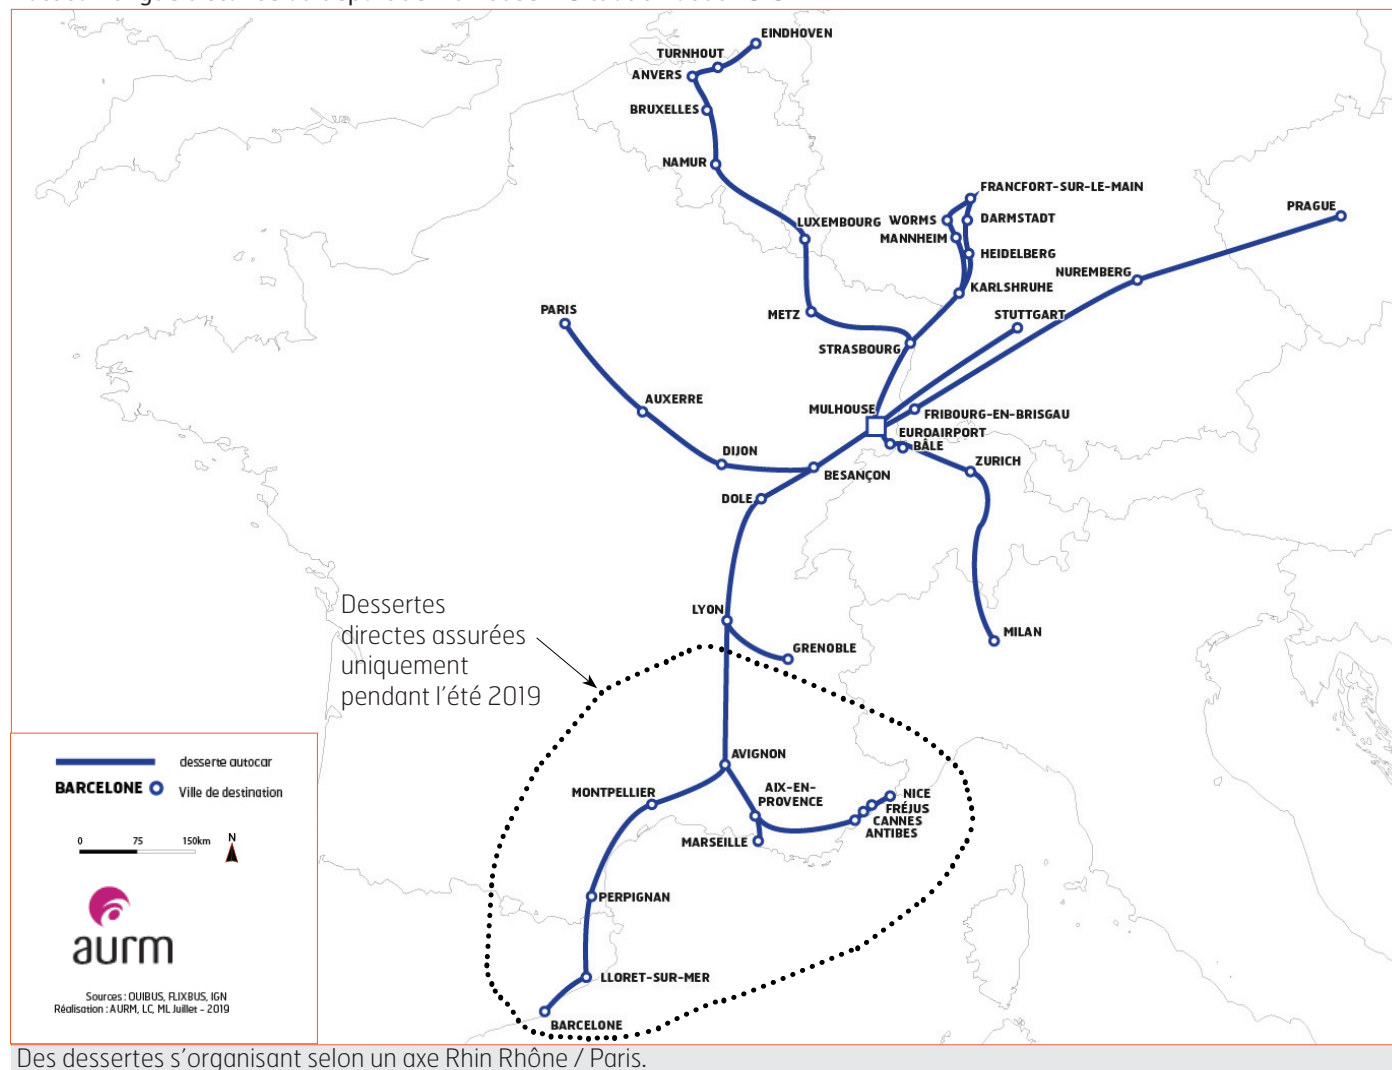 EINDHOVEN
TURNHOUT
ANVERS
BRUXELLES
NAMUR
FRANCFORT-SUR-LE-MAIN
WORMS
DARMSTADT
PRAGUE
LUXEMBOURG
MANNHEIM
HEIDELBERG
NUREMBERG
KARLSHRUHE
PARIS
METZ
STUTTGART
STRASBOURG
AUXERRE
MULHOUSE
FRIBOURG-EN-BRISGAU
EUROAIRPORT
BÂLE
DIJON
ZURICH
BESANÇON
DOLE
LYON
GRENOBLE
MILAN
Dessertes
directes assurées
uniquement
pendant l'été 2019
AVIGNON
MONTPELLIER
AIX-EN-
PROVENCE
NICE
FRÉJUS
CANNES
ANTIBES
MARSEILLE
PERPIGNAN
LLORET-SUR-MER
BARCELONE
desserte autocar
BARCELONE Ville de destination
0 75 150km N
aurm
Sources : OUIBUS, FLIXBUS, IGN
Réalisation : AURM, LC, ML Juillet - 2019
Des dessertes s'organisant selon un axe Rhin Rhône / Paris.